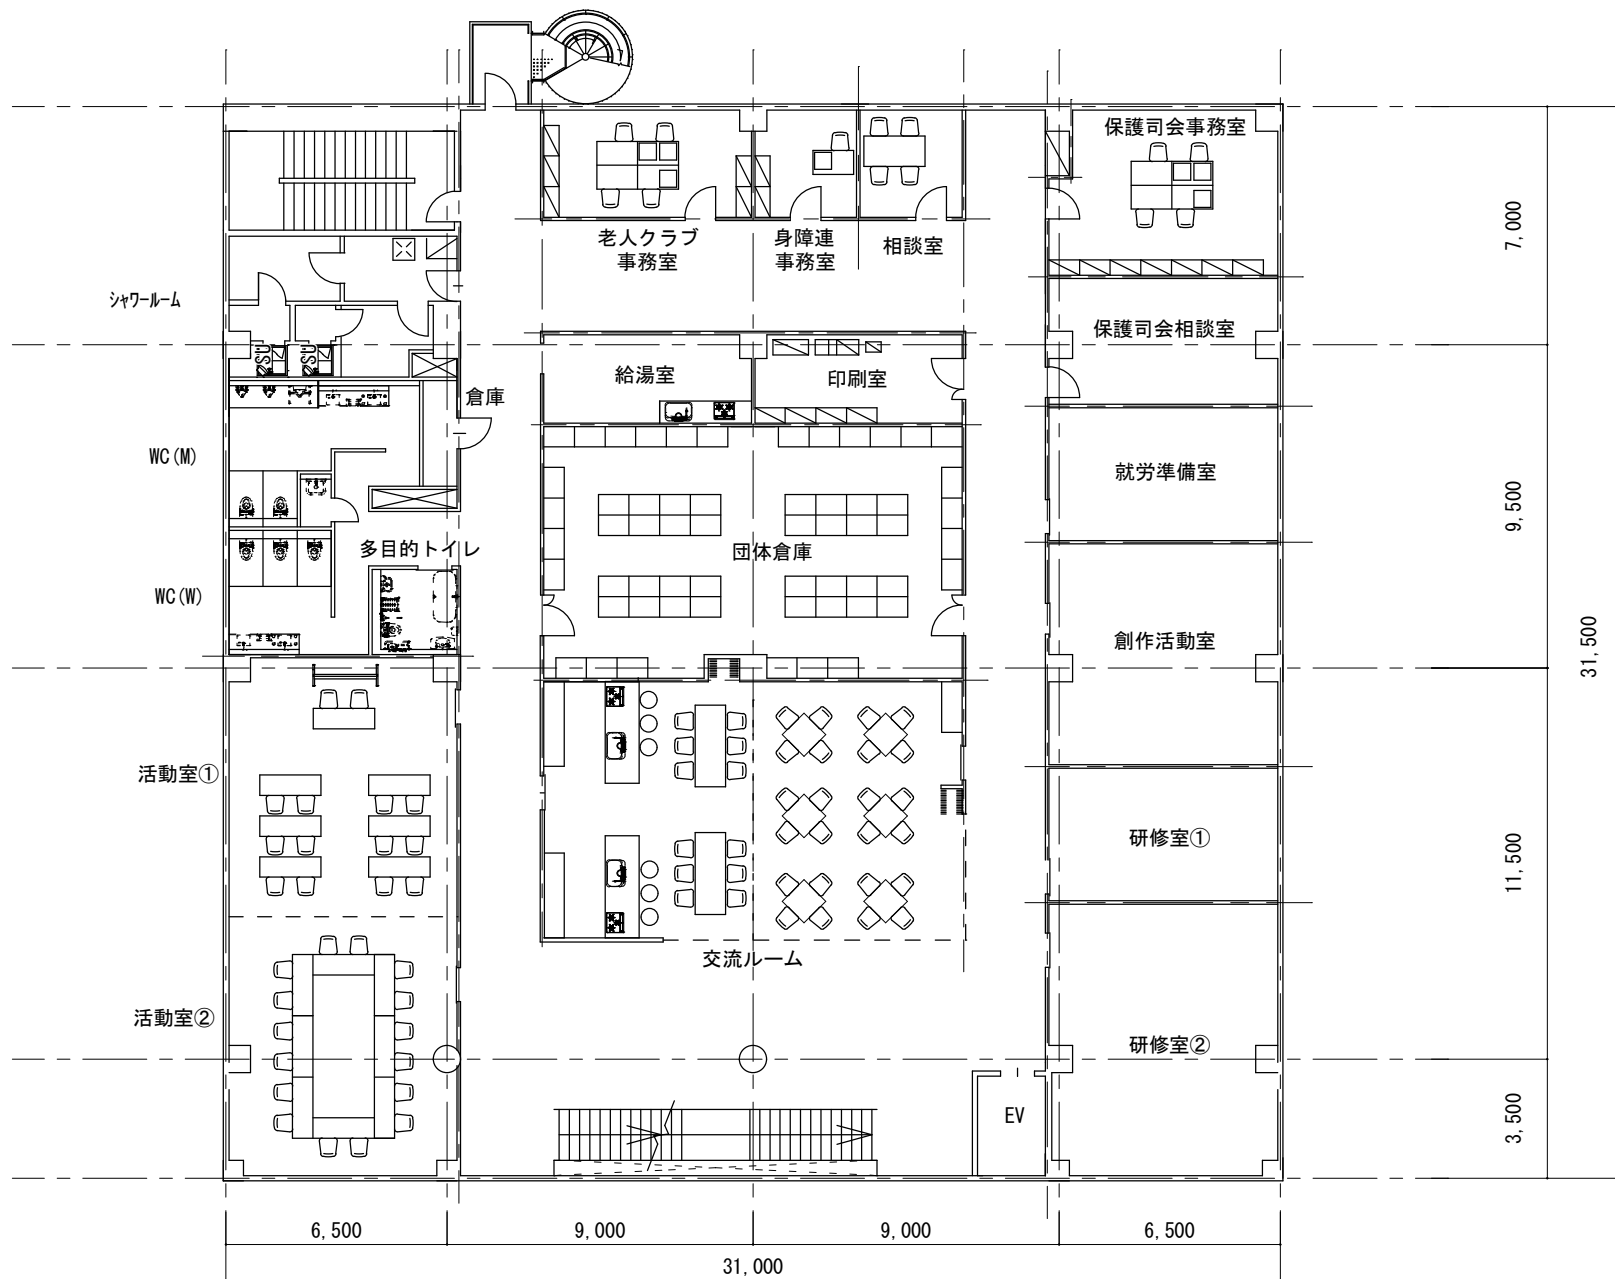 保護司会事務室
老人クラブ
事務室
身障連
事務室
相談室
7,000
シャワールーム
保護司会相談室
給湯室
印刷室
倉庫
WC(M)
就労準備室
9,500
多目的トイレ
団体倉庫
WC(W)
創作活動室
31,500
活動室①
研修室①
11,500
交流ルーム
活動室②
研修室②
EV
3,500
6,500
9,000
9,000
6,500
31,000